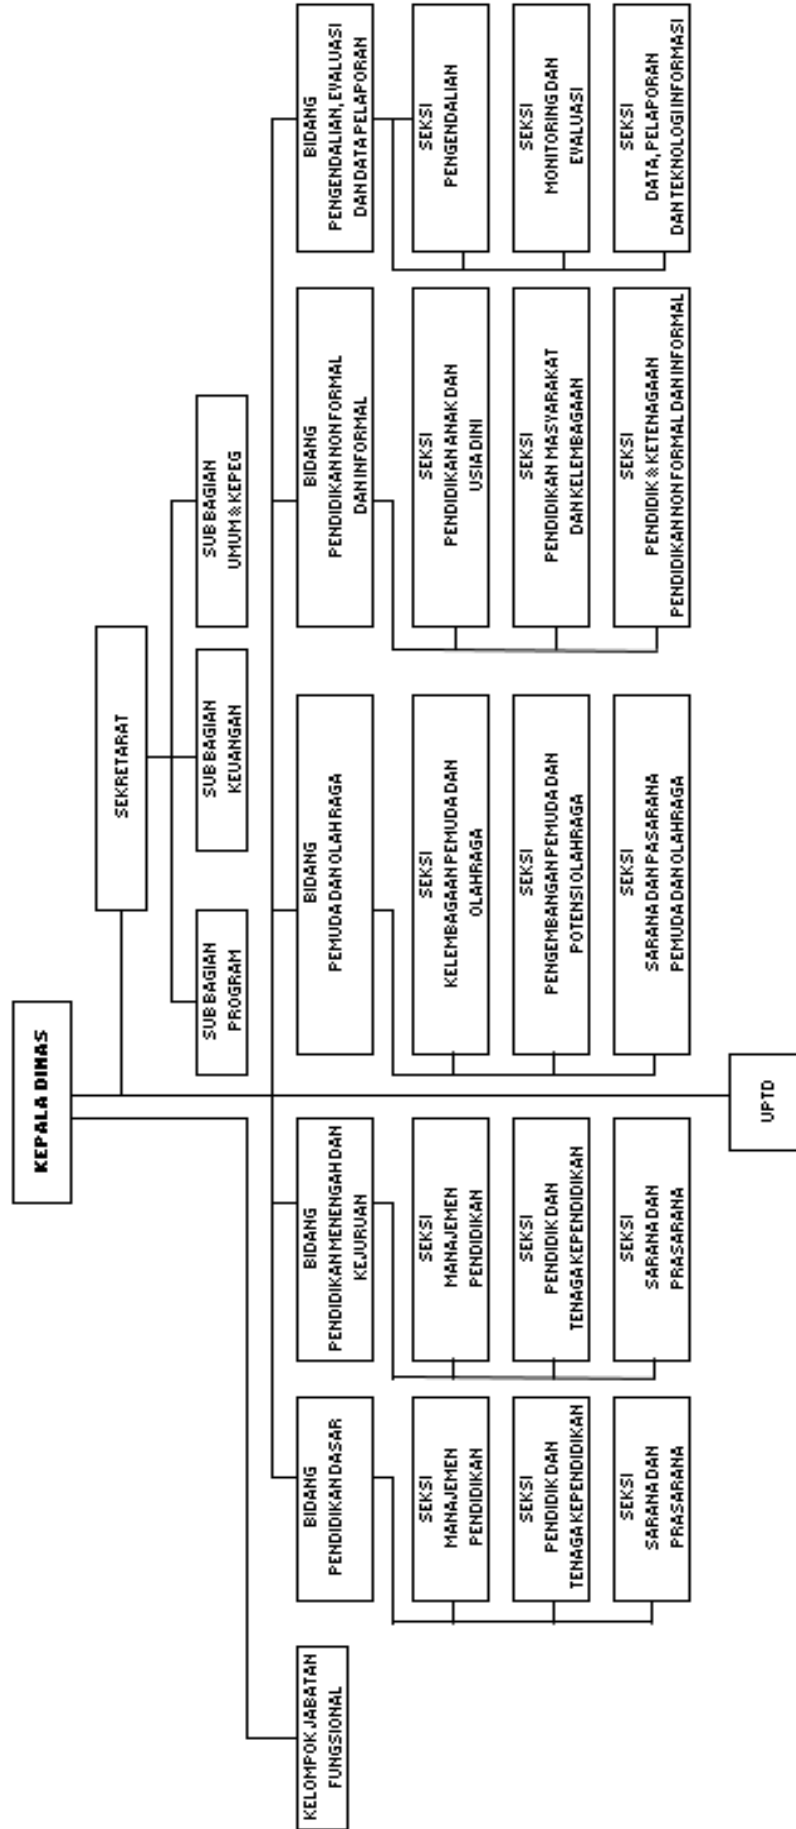 KEPALA DINAS
SEKRETARAT
SUB BAGIAN
PROGRAM
SUB BAGIAN
KEUANGAN
SUB BAGIAN
UMUM & KEPEG
KELOMPOK JABATAN
FUNGSIONAL
BIDANG
PENDIDIKAN DASAR
SEKSI
MANAJEMEN
PENDIDIKAN
SEKSI
PENDIDIK DAN
TENAGA KEPENDIDIKAN
SEKSI
SARANA DAN
PRASARANA
BIDANG
PENDIDIKAN MENENGAH DAN
KEJURUAN
SEKSI
MANAJEMEN
PENDIDIKAN
SEKSI
PENDIDIK DAN
TENAGA KEPENDIDIKAN
SEKSI
SARANA DAN
PRASARANA
BIDANG
PEMUDA DAN OLAH RAGA
SEKSI
KELEMBAGAAN PEMUDA DAN
OLAHRAGA
SEKSI
PENGEMBANGAN PEMUDA DAN
POTENSI OLAHRAGA
SEKSI
SARANA DAN PASARANA
PEMUDA DAN OLAHRAGA
BIDANG
PENDIDIKAN NON FORMAL
DAN INFORMAL
SEKSI
PENDIDIKAN ANAK DAN
USIA DINI
SEKSI
PENDIDIKAN MASYARAKAT
DAN KELEMBAGAAN
SEKSI
PENDIDIK & KETENAGAAN
PENDIDIKAN NON FORMAL DAN INFORMAL
BIDANG
PENGENDALIAN, EVALUASI
DAN DATA PELAPORAN
SEKSI
PENGENDALIAN
SEKSI
MONITORING DAN
EVALUASI
SEKSI
DATA, PELAPORAN
DAN TEKNOLOGI INFORMASI
UPTD